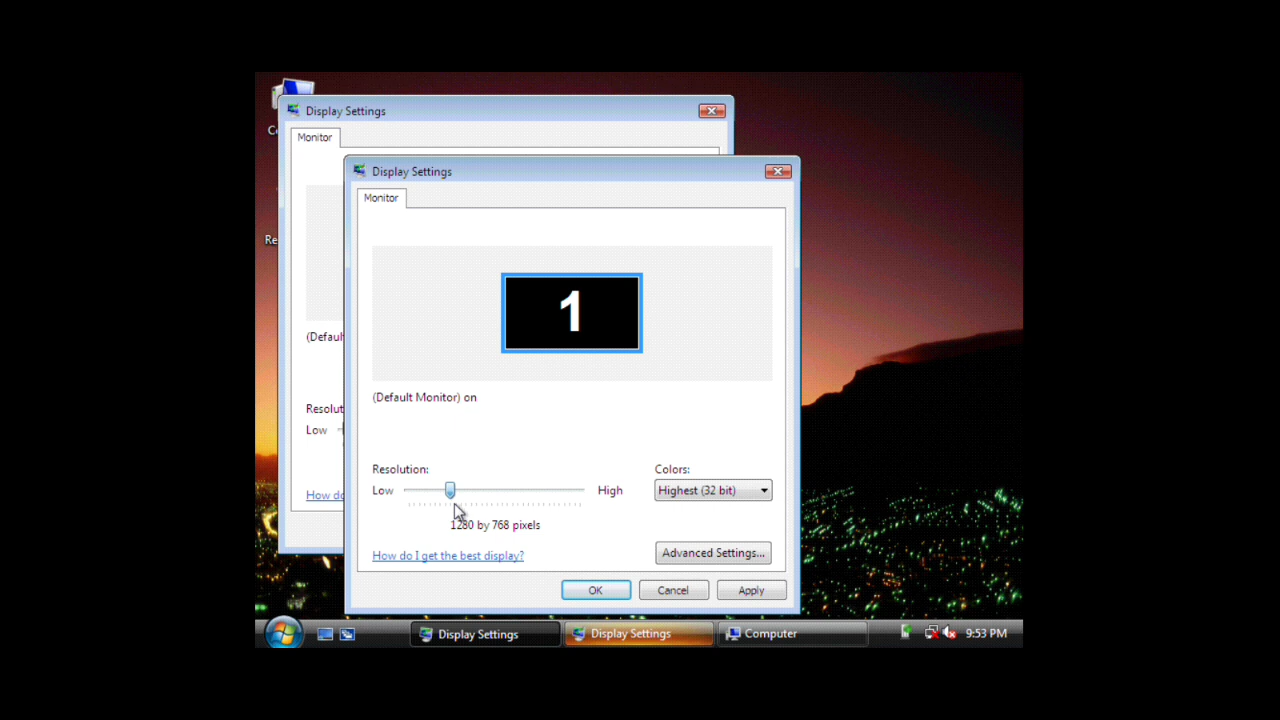 Display Settings
Monitor
Display Settings
Monitor
1
(Default
(Default Monitor) on
Resolut
Low
Resolution:
Low
High
1280 by 768 pixels
Colors:
Highest (32 bit)
How do
How do I get the best display?
Advanced Settings...
OK
Cancel
Apply
Display Settings
Display Settings
Computer
9:53 PM